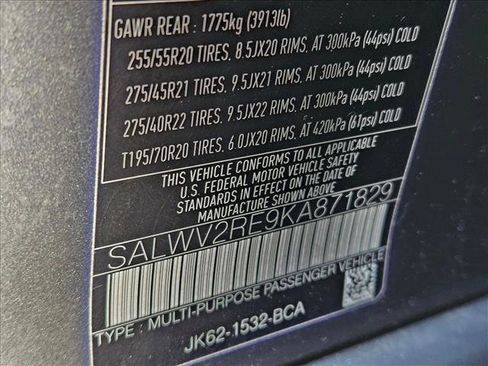 GAWR REAR : 1775kg (3913lb)
255/55R20 TIRES, 8.5JX20 RIMS, AT 300kPa (44psi) COLD
275/45R21 TIRES, 9.5JX21 RIMS, AT 300kPa (44psi) COLD
275/40R22 TIRES, 9.5JX22 RIMS, AT 300kPa (44psi) COLD
T195/70R20 TIRES, 6.0JX20 RIMS, AT 420kPa (61psi) COLD
THIS VEHICLE CONFORMS TO ALL APPLICABLE
U.S. FEDERAL MOTOR VEHICLE SAFETY
STANDARDS IN EFFECT ON THE DATE OF
MANUFACTURE SHOWN ABOVE.
SALWV2RE9KA871829
TYPE : MULTI-PURPOSE PASSENGER VEHICLE
JK62-1532-BCA